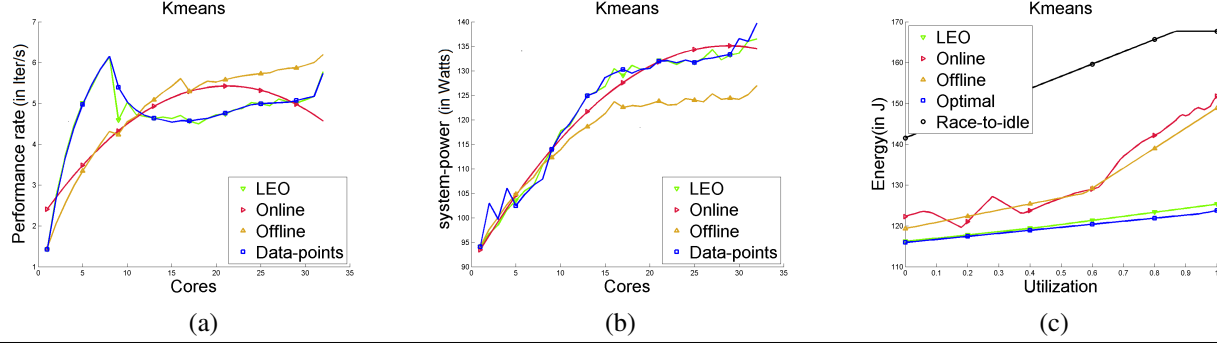 Kmeans
Performance rate (in Iter/s)
7
6
5
4
3
2
1
0 5 10 15 20 25 30 35
LEO
Online
Offline
Data-points
Cores
(a)
Kmeans
system-power (in Watts)
140
135
130
125
120
115
110
105
100
95
90
0 5 10 15 20 25 30 35
LEO
Online
Offline
Data-points
Cores
(b)
Kmeans
Energy(in J)
170
160
150
140
130
120
110
LEO
Online
Offline
Optimal
Race-to-idle
0 0.1 0.2 0.3 0.4 0.5 0.6 0.7 0.8 0.9 1
Utilization
(c)